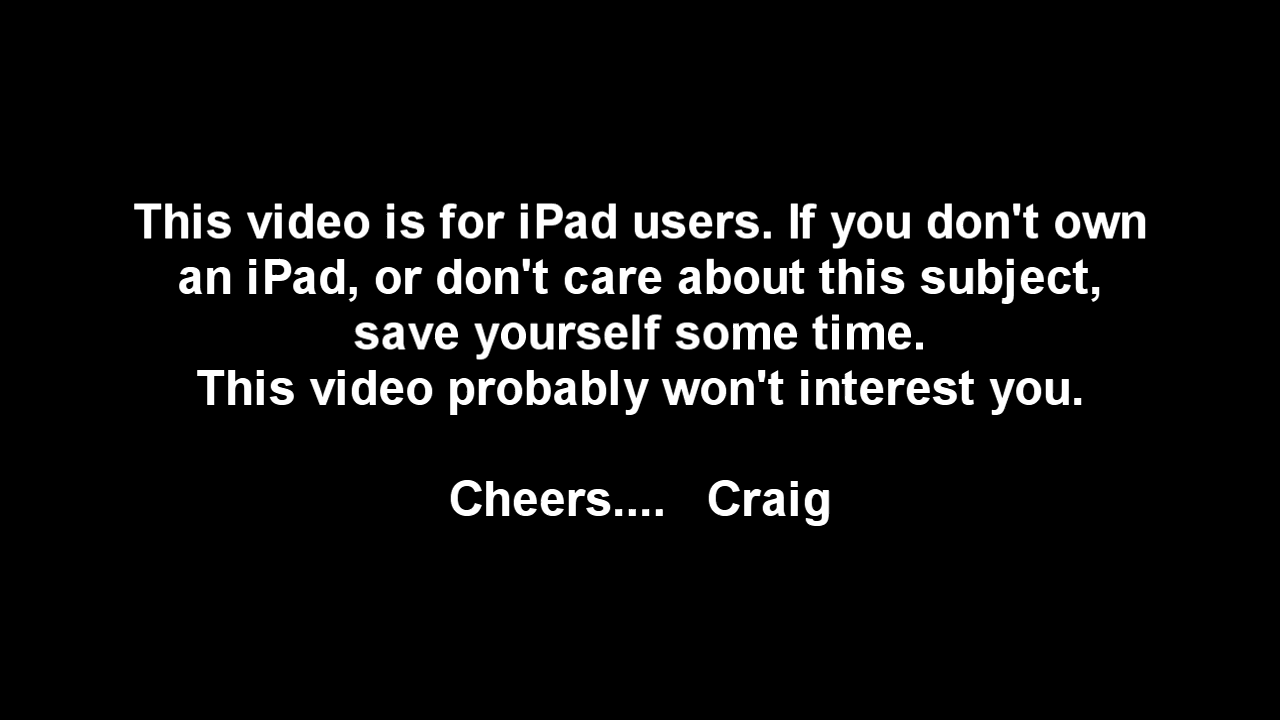 This video is for iPad users. If you don't own
an iPad, or don't care about this subject,
save yourself some time.
This video probably won't interest you.
Cheers.... Craig